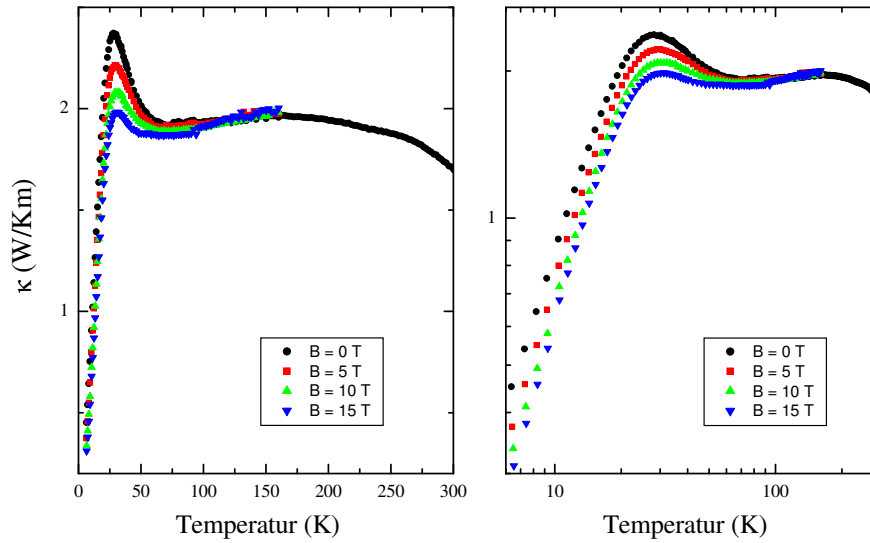 κ (W/Km)
2
1
0
50
100
150
200
250
300
Temperatur (K)
B = 0 T
B = 5 T
B = 10 T
B = 15 T
1
10
100
Temperatur (K)
B = 0 T
B = 5 T
B = 10 T
B = 15 T